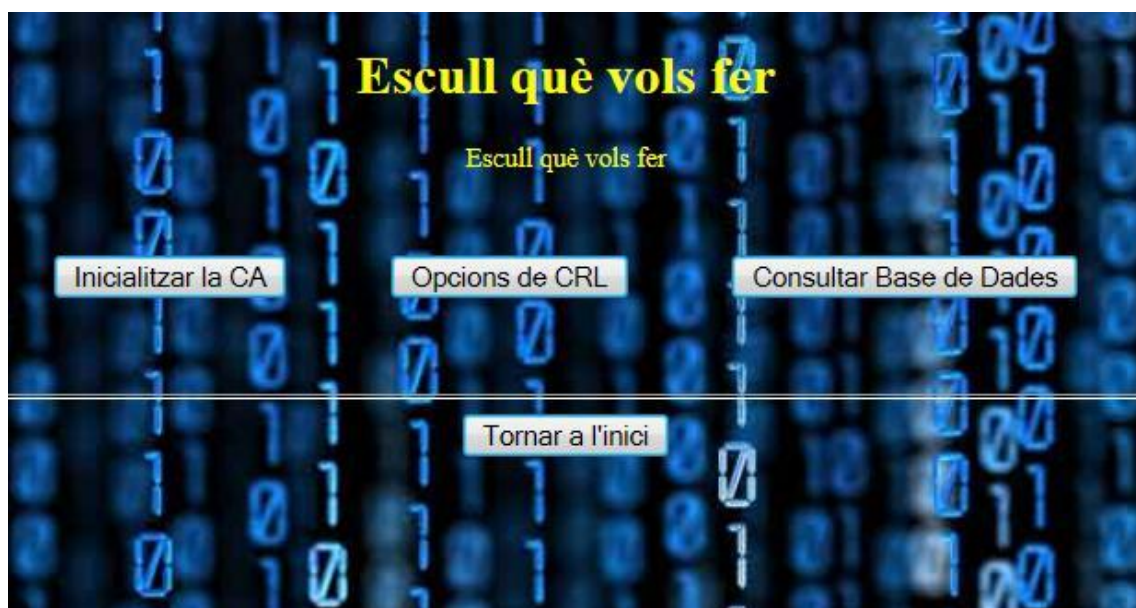 Escull què vols fer
Escull què vols fer
Inicialitzar la CA
Opcions de CRL
Consultar Base de Dades
Tornar a l'inici